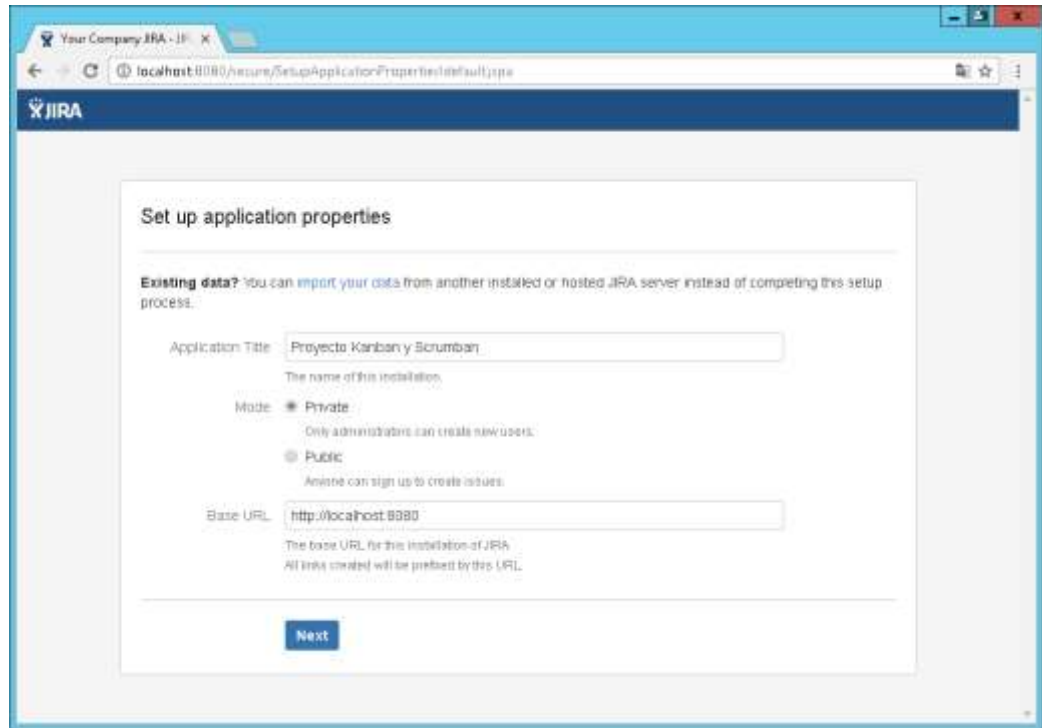 Your Company JIRA - JI
localhost:8080/secure/SetupApplicationProperties!default.jspa
JIRA
Set up application properties
Existing data? You can import your data from another installed or hosted JIRA server instead of completing this setup
process.
Application Title Proyecto Kanban y Scrumban
The name of this installation.
Mode Private
Only administrators can create new users.
Public
Anyone can sign up to create issues.
Base URL http://localhost:8080
The base URL for this installation of JIRA
All links created will be prefixed by this URL.
Next